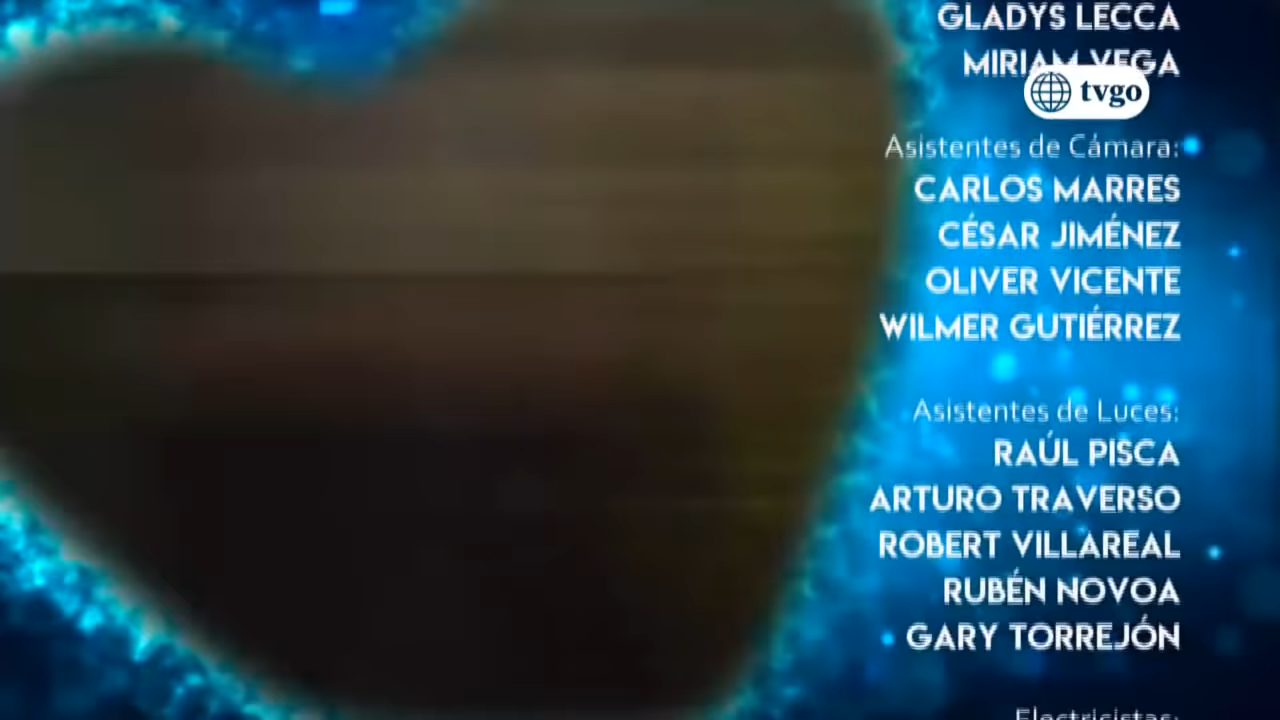 GLADYS LECCA
MIRIAM VEGA
tvgo
Asistentes de Cámara:
CARLOS MARRES
CÉSAR JIMÉNEZ
OLIVER VICENTE
WILMER GUTIÉRREZ
Asistentes de Luces:
RAÚL PISCA
ARTURO TRAVERSO
ROBERT VILLAREAL
RUBÉN NOVOA
GARY TORREJÓN
Electricistas: